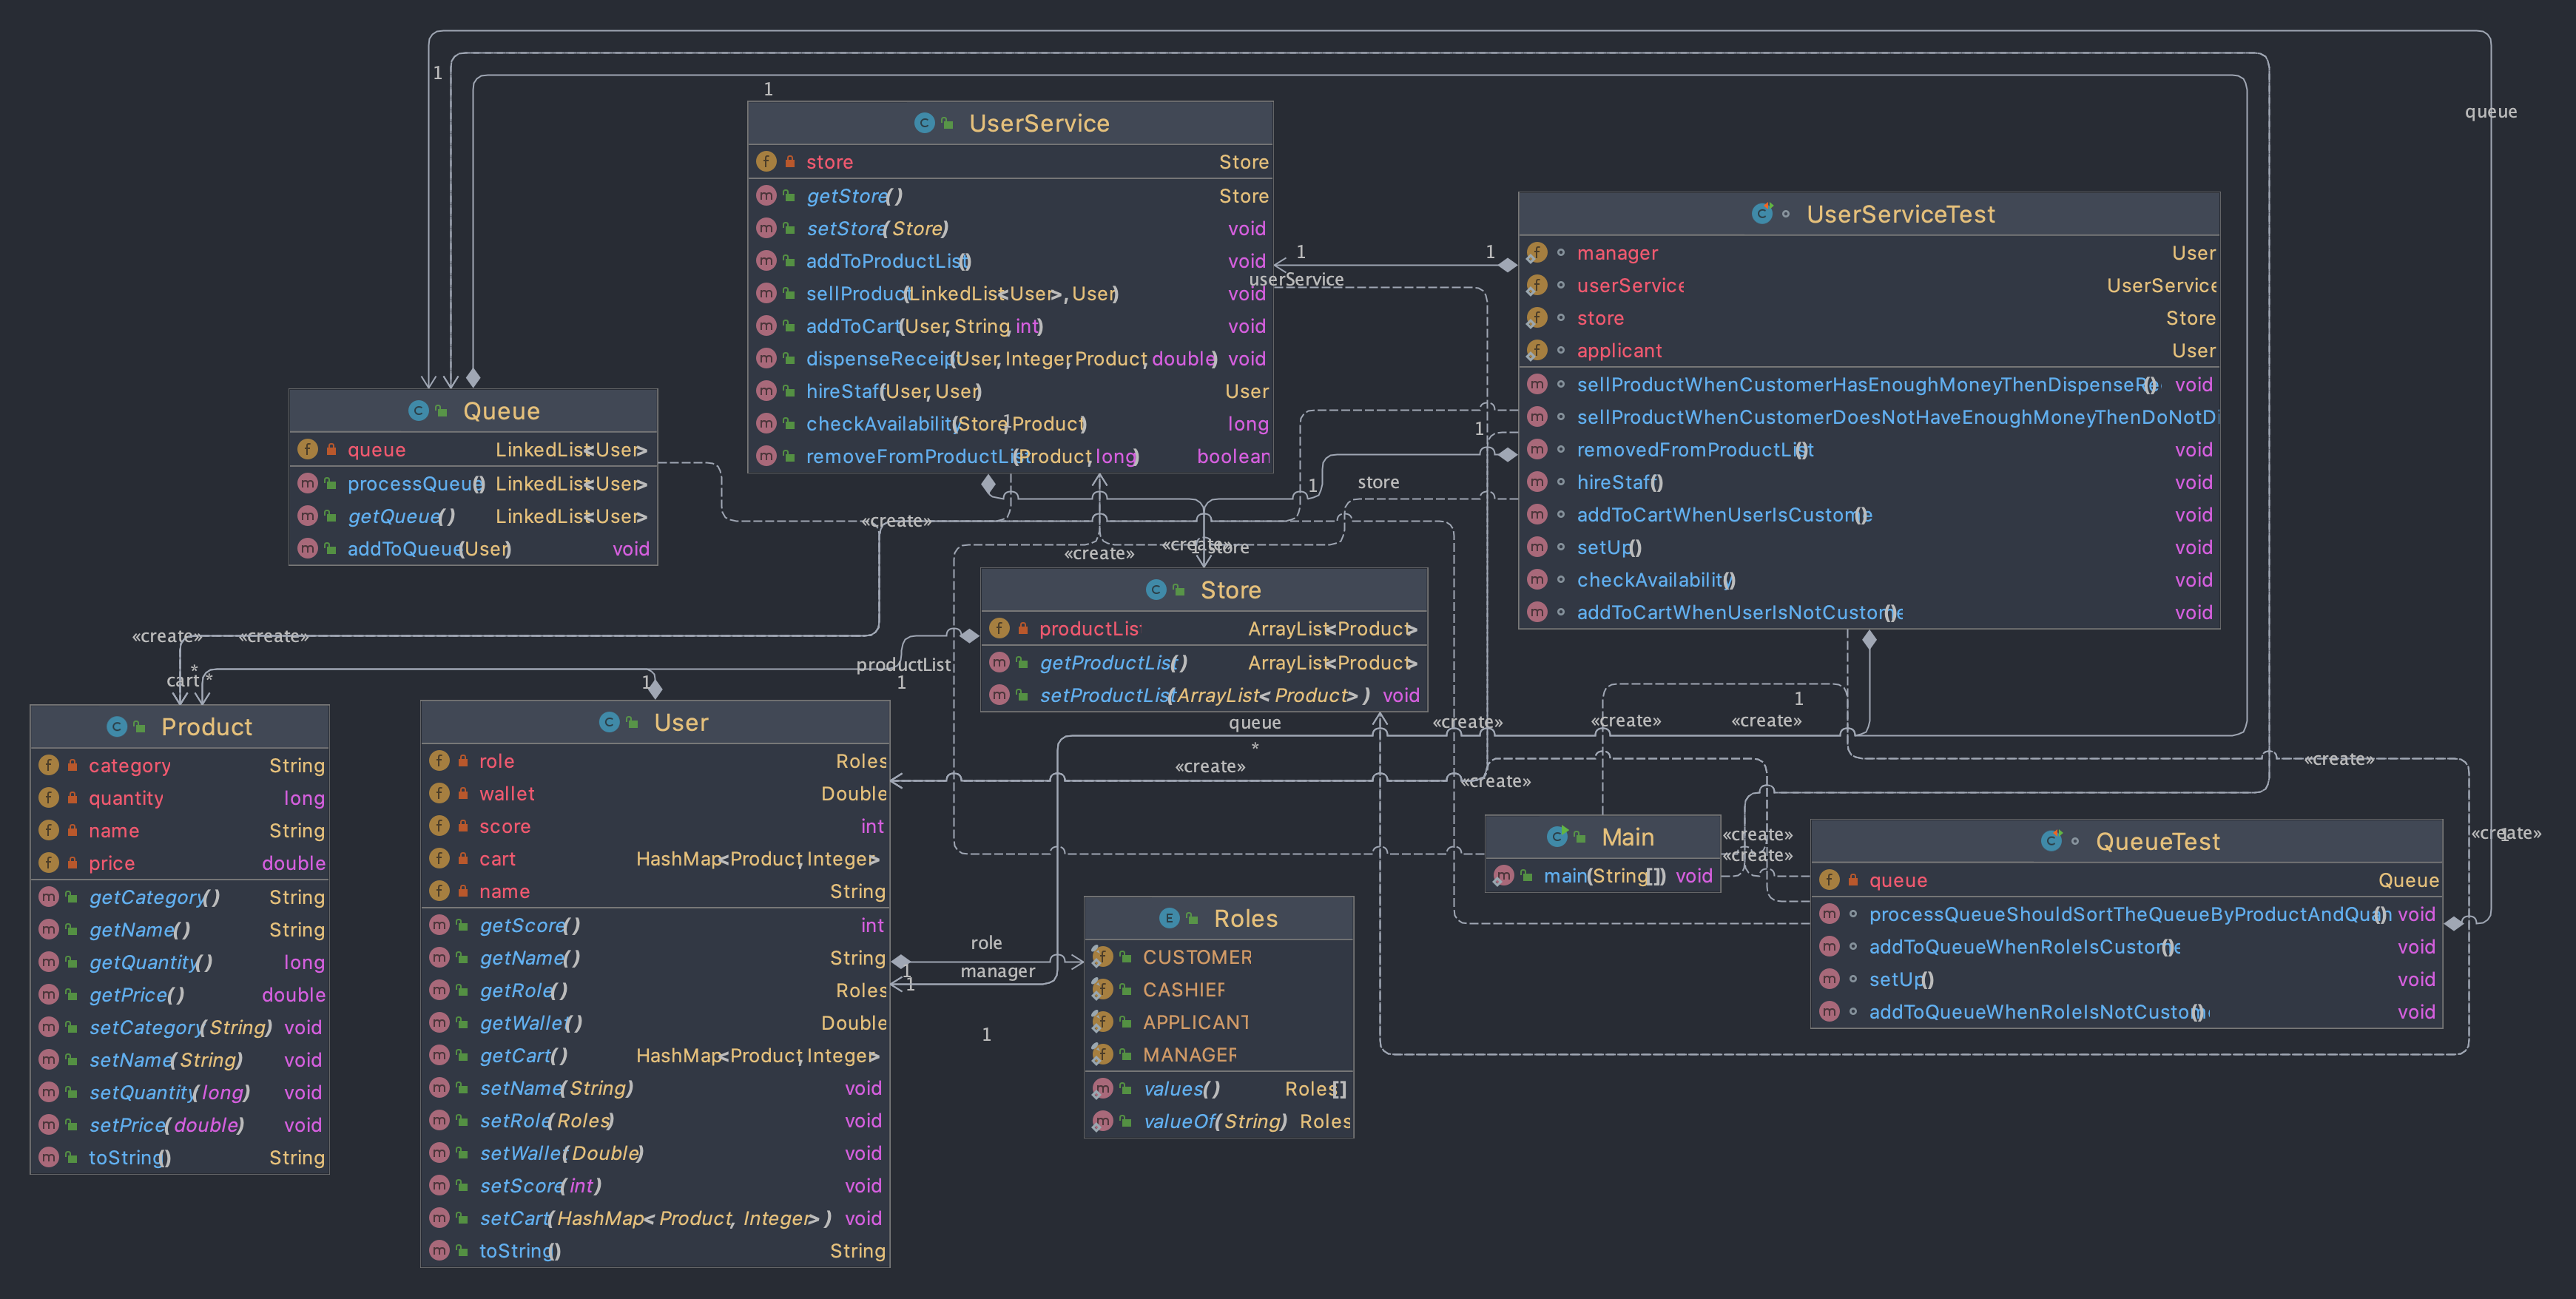 1
queue
1
UserService
store Store
getStore() Store
setStore(Store) void
addToProductList() void
sellProduct(LinkedList<User>, User) void
addToCart(User, String, int) void
dispenseReceipt(User, Integer, Product, double) void
hireStaff(User, User) User
checkAvailability(Store, Product) long
removeFromProductList(Product, long) boolean
1
UserServiceTest
manager User
userService UserService
store Store
applicant User
sellProductWhenCustomerHasEnoughMoneyThenDispenseRe() void
sellProductWhenCustomerDoesNotHaveEnoughMoneyThenDoNotDi
removedFromProductList() void
hireStaff() void
addToCartWhenUserIsCustome() void
setUp() void
checkAvailability() void
addToCartWhenUserIsNotCustome() void
1
1
userService
1
1
store
Queue
queue LinkedList<User>
processQueue() LinkedList<User>
getQueue() LinkedList<User>
addToQueue(User) void
«create»
«create»
«create»
1 store
Store
productList ArrayList<Product>
getProductList() ArrayList<Product>
setProductList(ArrayList<Product>) void
«create»
«create»
*
cart *
productList
1
1
Product
category String
quantity long
name String
price double
getCategory() String
getName() String
getQuantity() long
getPrice() double
setCategory(String) void
setName(String) void
setQuantity(long) void
setPrice(double) void
toString() String
User
role Roles
wallet Double
score int
cart HashMap<Product, Integer>
name String
getScore() int
getName() String
getRole() Roles
getWallet() Double
getCart() HashMap<Product, Integer>
setName(String) void
setRole(Roles) void
setWallet(Double) void
setScore(int) void
setCart(HashMap<Product, Integer>) void
toString() String
1
queue
*
«create»
«create»
«create»
«create»
«create»
«create»
role
1
manager
1
1
Roles
CUSTOMER
CASHIER
APPLICANT
MANAGER
values() Roles[]
valueOf(String) Roles
Main
main(String[]) void
«create»
«create»
QueueTest
queue Queue
processQueueShouldSortTheQueueByProductAndQuan() void
addToQueueWhenRoleIsCustome() void
setUp() void
addToQueueWhenRoleIsNotCustome() void
«create»
1